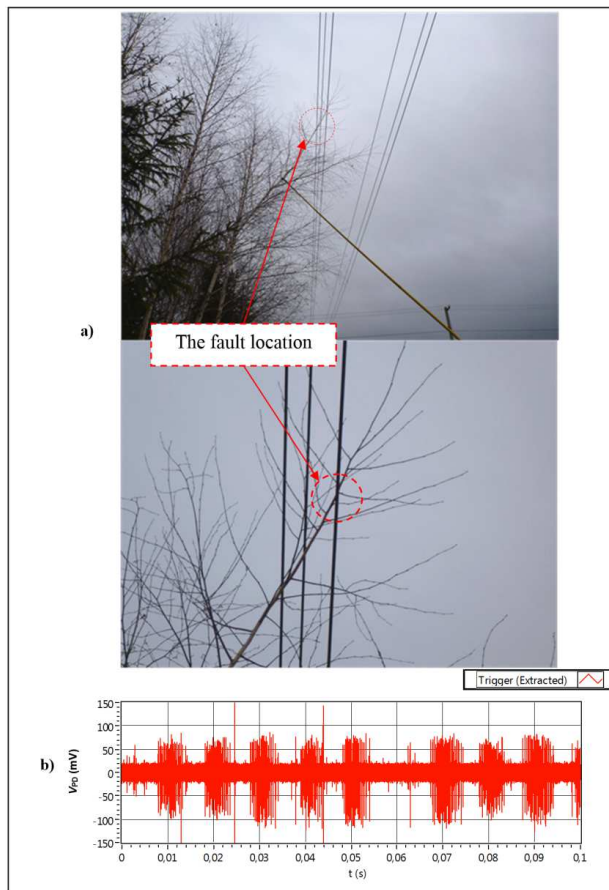 a)
The fault location
Trigger (Extracted)
b)
V_PD (mV)
150
100
50
0
-50
-100
-150
0 0,01 0,02 0,03 0,04 0,05 0,06 0,07 0,08 0,09 0,1
t (s)